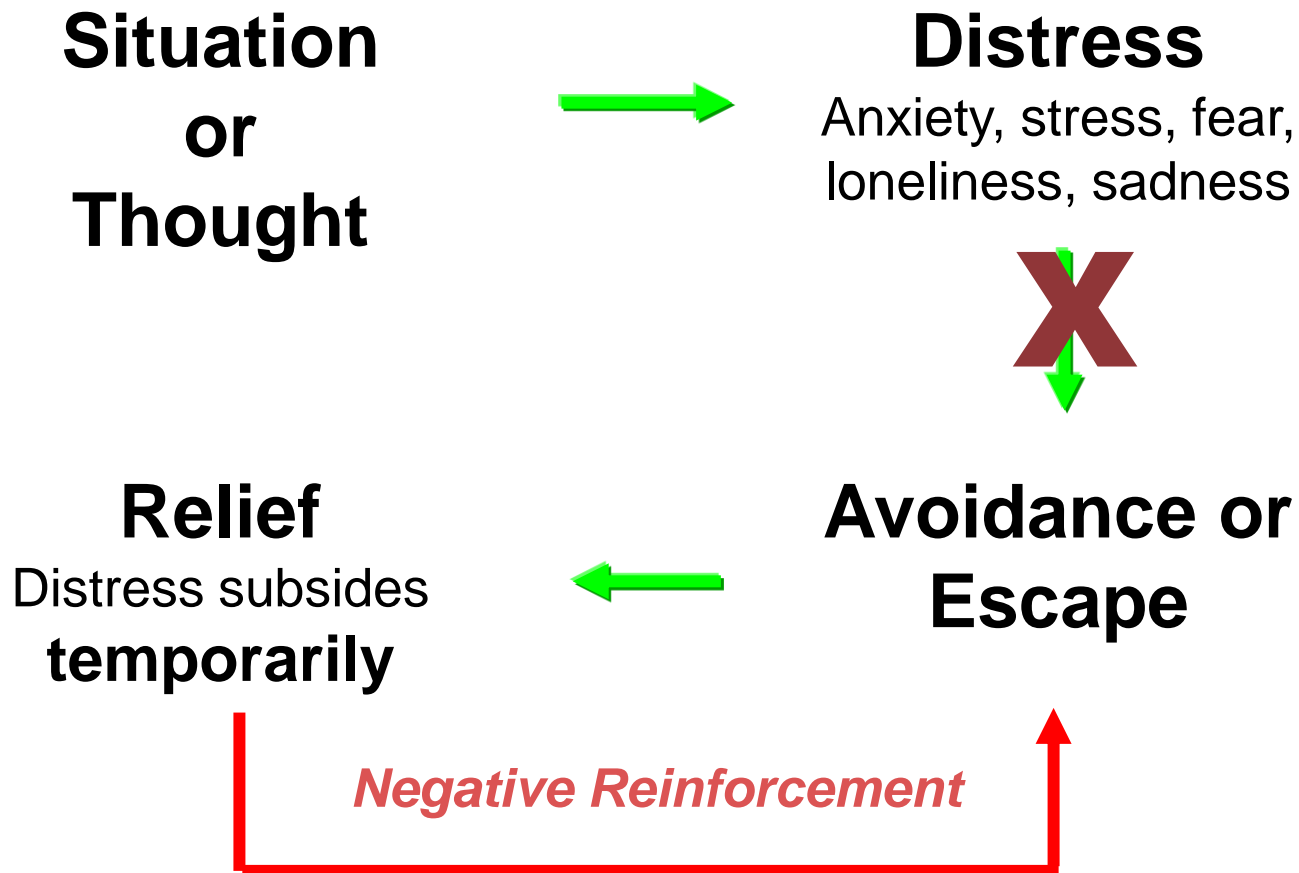 Situation
or
Thought
Distress
Anxiety, stress, fear,
loneliness, sadness
X
Avoidance or
Escape
Relief
Distress subsides
temporarily
Negative Reinforcement